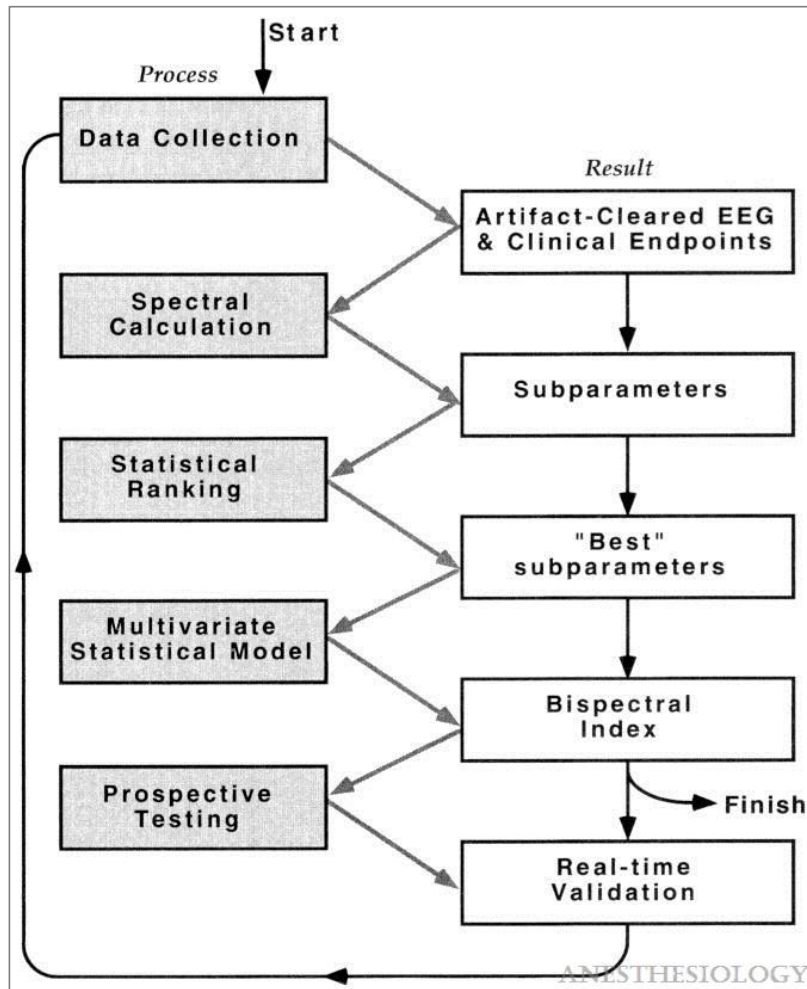 Start
Process
Data Collection
Result
Artifact-Cleared EEG
& Clinical Endpoints
Spectral
Calculation
Subparameters
Statistical
Ranking
"Best"
subparameters
Multivariate
Statistical Model
Bispectral
Index
Prospective
Testing
Finish
Real-time
Validation
ANESTHESIOLOGY